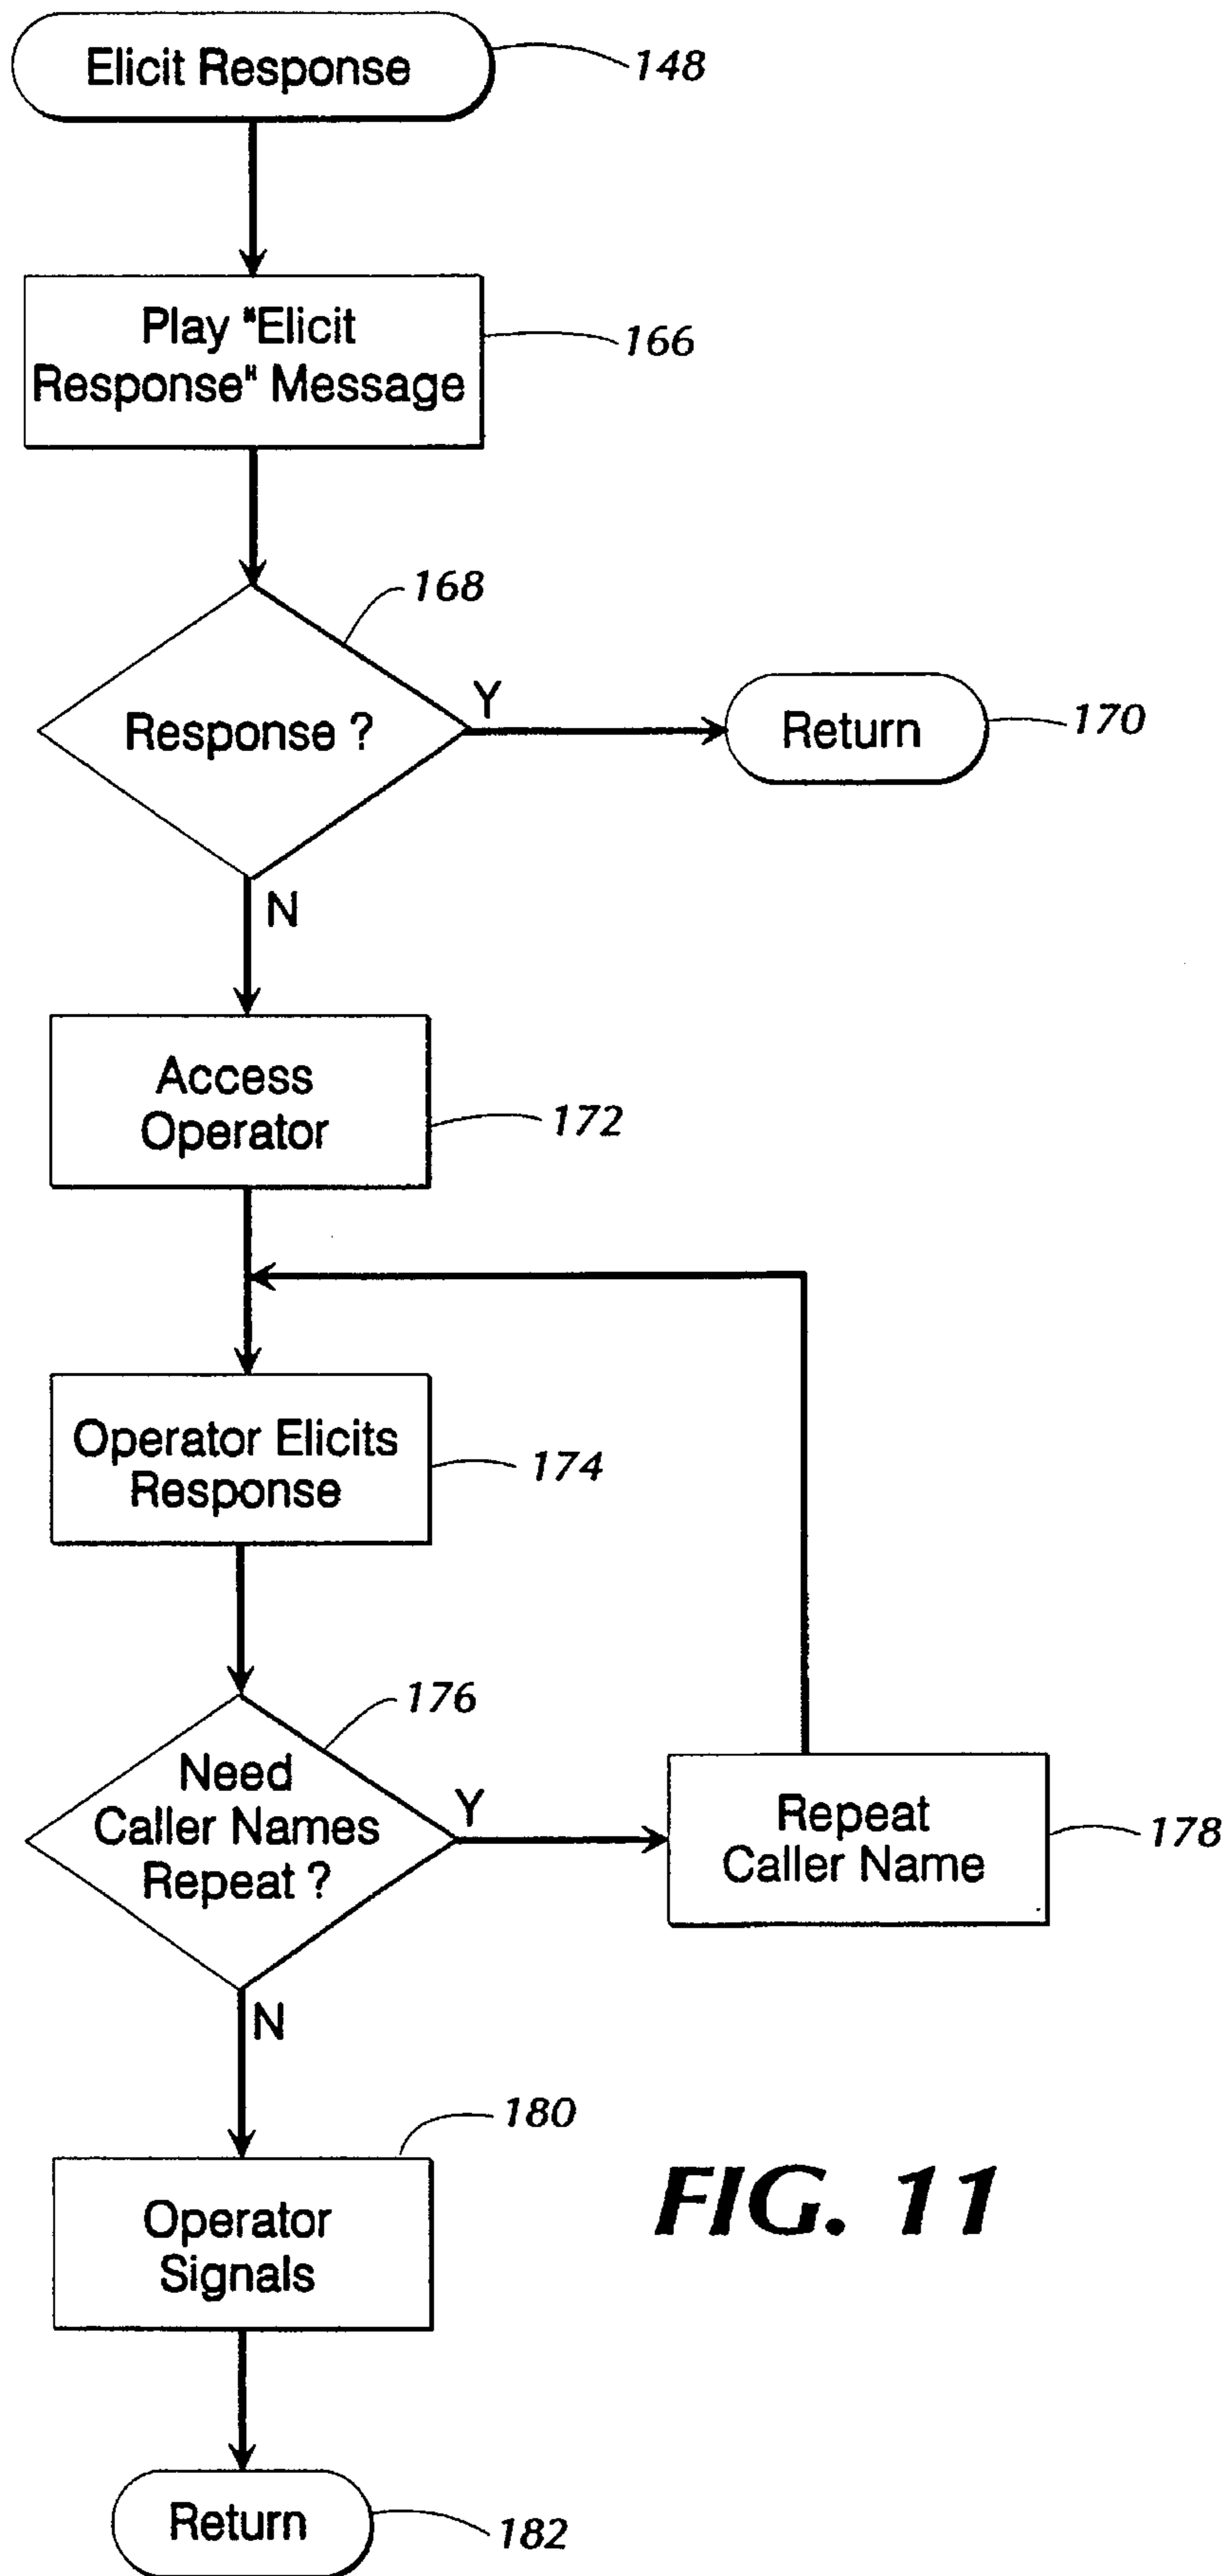 Elicit Response
148
Play "Elicit
Response" Message
166
168
Response ?
Y
Return
170
N
Access
Operator
172
Operator Elicits
Response
174
176
Need
Caller Names
Repeat ?
Y
Repeat
Caller Name
178
N
180
Operator
Signals
FIG. 11
Return
182